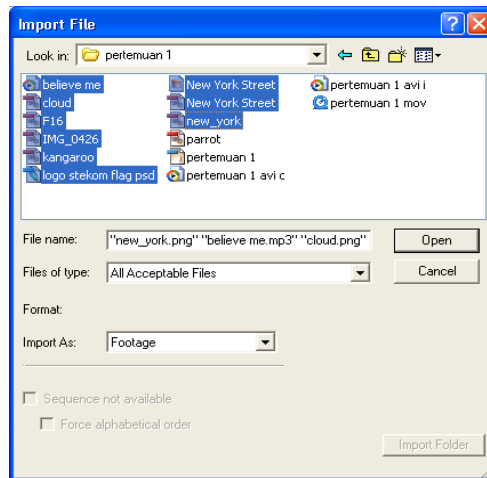 Import File
Look in: pertemuan 1
believe me New York Street pertemuan 1 avi i
cloud New York Street pertemuan 1 mov
F16 new_york
IMG_0426 parrot
kangaroo pertemuan 1
logo stekom flag psd pertemuan 1 avi c
File name: "new_york.png" "believe me.mp3" "cloud.png" Open
Files of type: All Acceptable Files Cancel
Format:
Import As: Footage
Sequence not available
Force alphabetical order
Import Folder